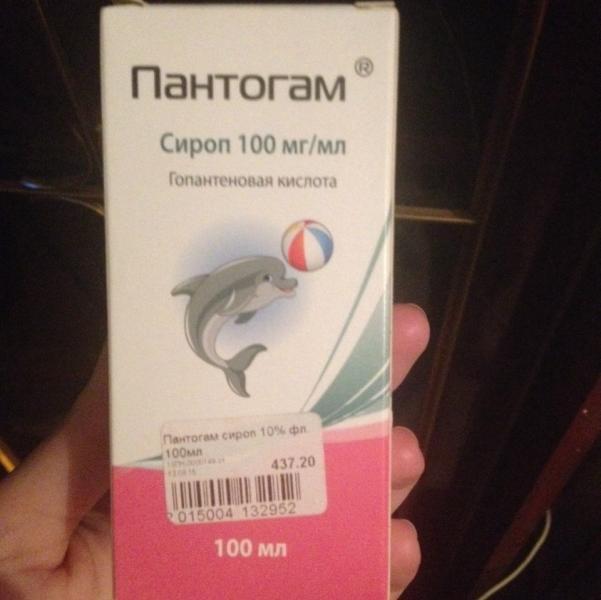 Пантогам®
Сироп 100 мг/мл
Гопантеновая кислота
Пантогам сироп 10% фл.
100мл
437.20
015004 132952
100 мл